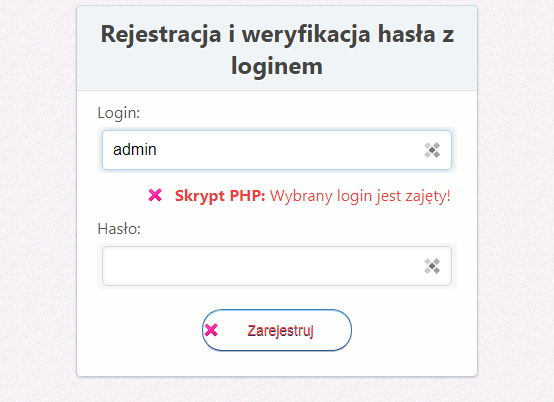 Rejestracja i weryfikacja hasła z
loginem
Login:
admin
Skrypt PHP: Wybrany login jest zajęty!
Hasło:
Zarejestruj